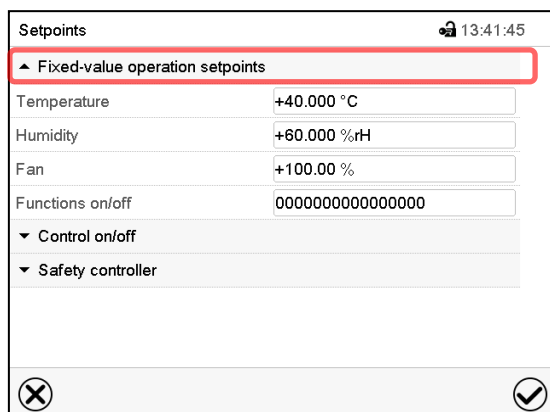 Setpoints 13:41:45
Fixed-value operation setpoints
Temperature +40.000 °C
Humidity +60.000 %rH
Fan +100.00 %
Functions on/off 0000000000000000
Control on/off
Safety controller